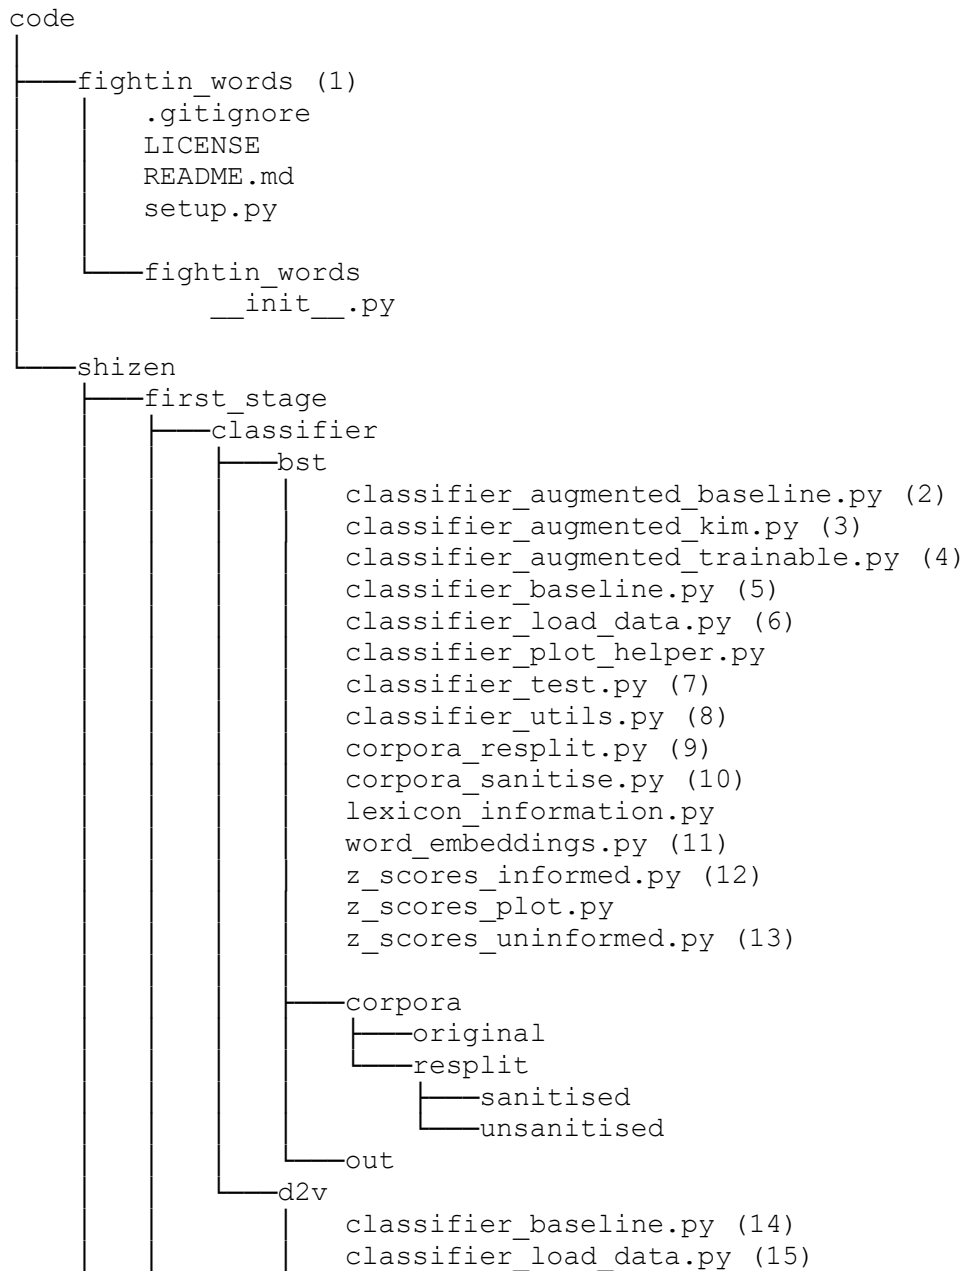 code
fightin_words (1)
.gitignore
LICENSE
README.md
setup.py
fightin_words
__init__.py
shizen
first_stage
classifier
bst
classifier_augmented_baseline.py (2)
classifier_augmented_kim.py (3)
classifier_augmented_trainable.py (4)
classifier_baseline.py (5)
classifier_load_data.py (6)
classifier_plot_helper.py
classifier_test.py (7)
classifier_utils.py (8)
corpora_resplit.py (9)
corpora_sanitise.py (10)
lexicon_information.py
word_embeddings.py (11)
z_scores_informed.py (12)
z_scores_plot.py
z_scores_uninformed.py (13)
corpora
original
resplit
sanitised
unsanitised
out
d2v
classifier_baseline.py (14)
classifier_load_data.py (15)